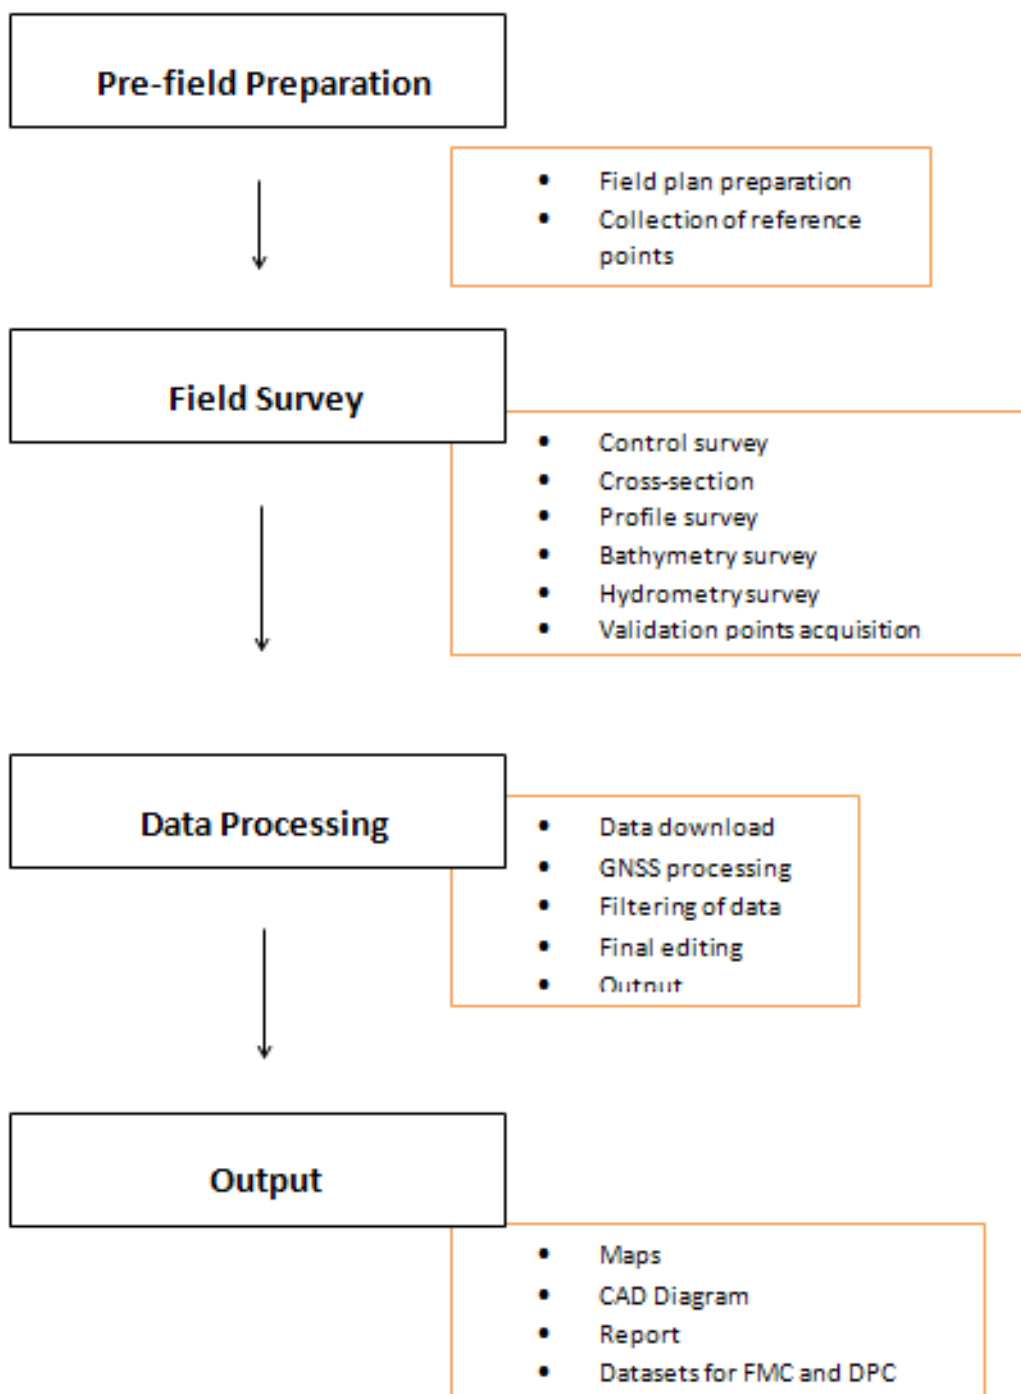 Pre-field Preparation
• Field plan preparation
• Collection of reference
points
Field Survey
• Control survey
• Cross-section
• Profile survey
• Bathymetry survey
• Hydrometry survey
• Validation points acquisition
Data Processing
• Data download
• GNSS processing
• Filtering of data
• Final editing
• Output
Output
• Maps
• CAD Diagram
• Report
• Datasets for FMC and DPC